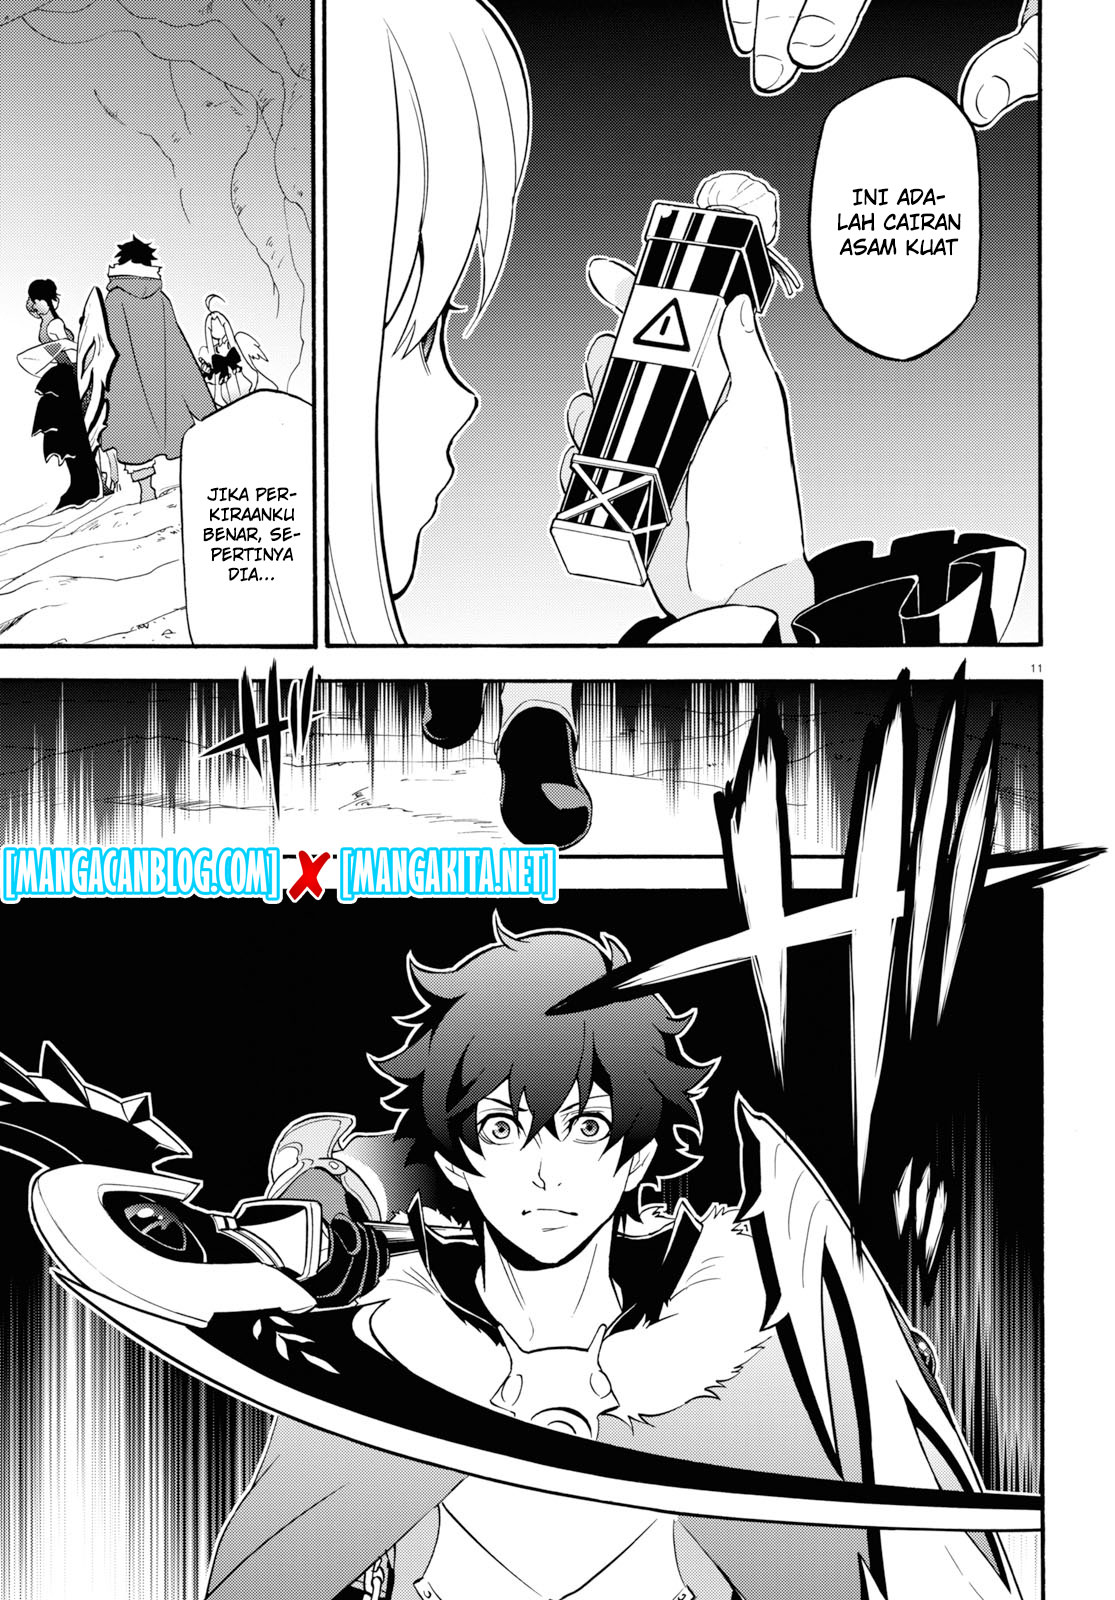 INI ADA-
LAH CAIRAN
ASAM KUAT
JIKA PER-
KIRAANKU
BENAR, SE-
PERTINYA
DIA...
11
[MANGACANBLOG.COM] X [MANGAKITA.NET]